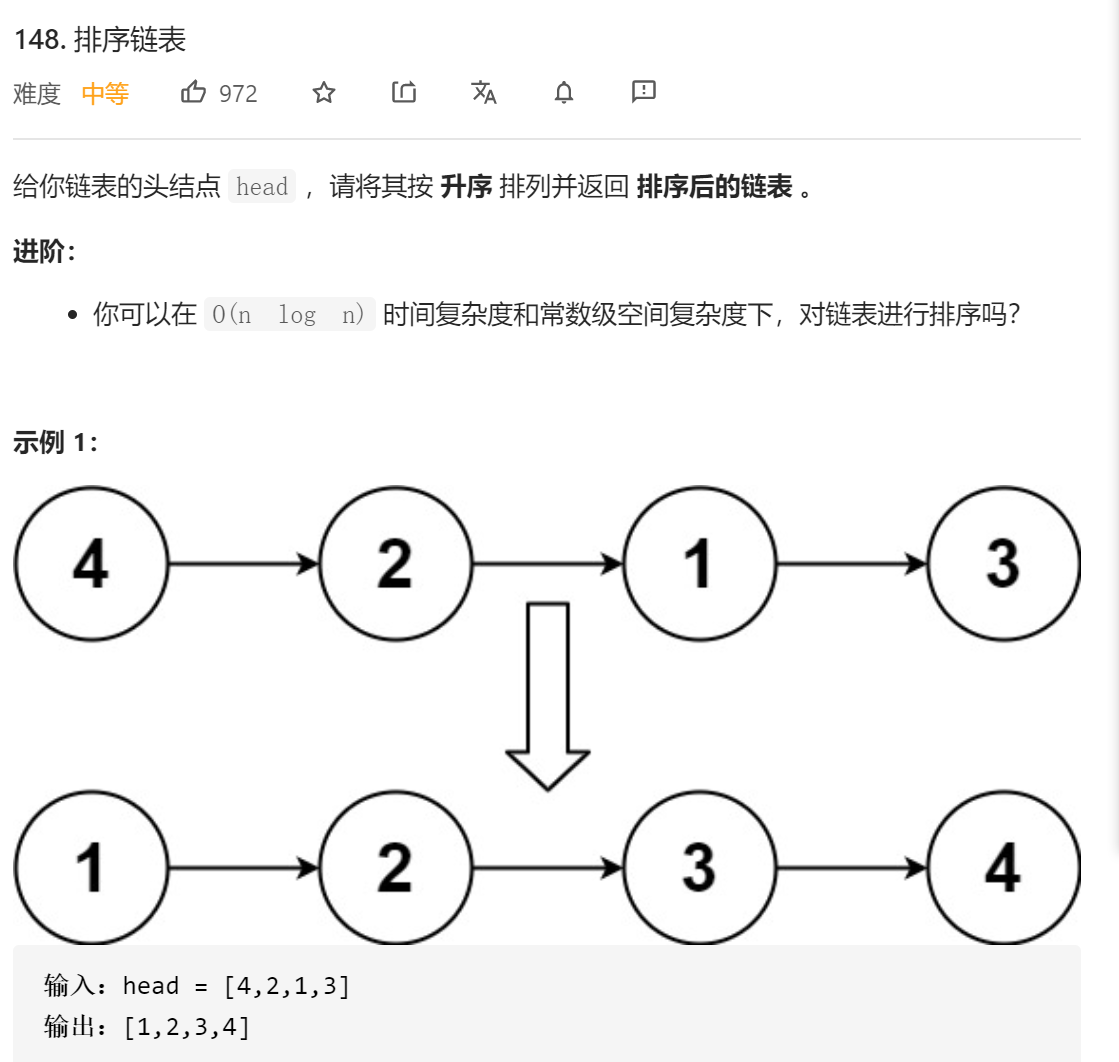 148. 排序链表
难度 中等 972
给你链表的头结点 head ，请将其按 升序 排列并返回 排序后的链表 。
进阶：
• 你可以在 O(n log n) 时间复杂度和常数级空间复杂度下，对链表进行排序吗？
示例 1：
4 2 1 3
1 2 3 4
输入：head = [4,2,1,3]
输出：[1,2,3,4]